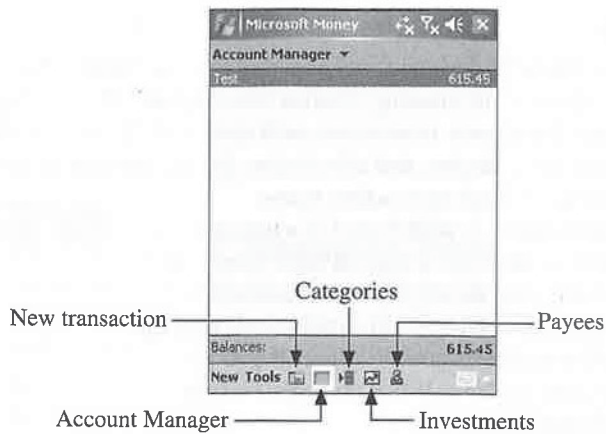 Microsoft Money
Account Manager
Test 615.45
Categories
New transaction
Payees
Balances: 615.45
New Tools
Account Manager
Investments